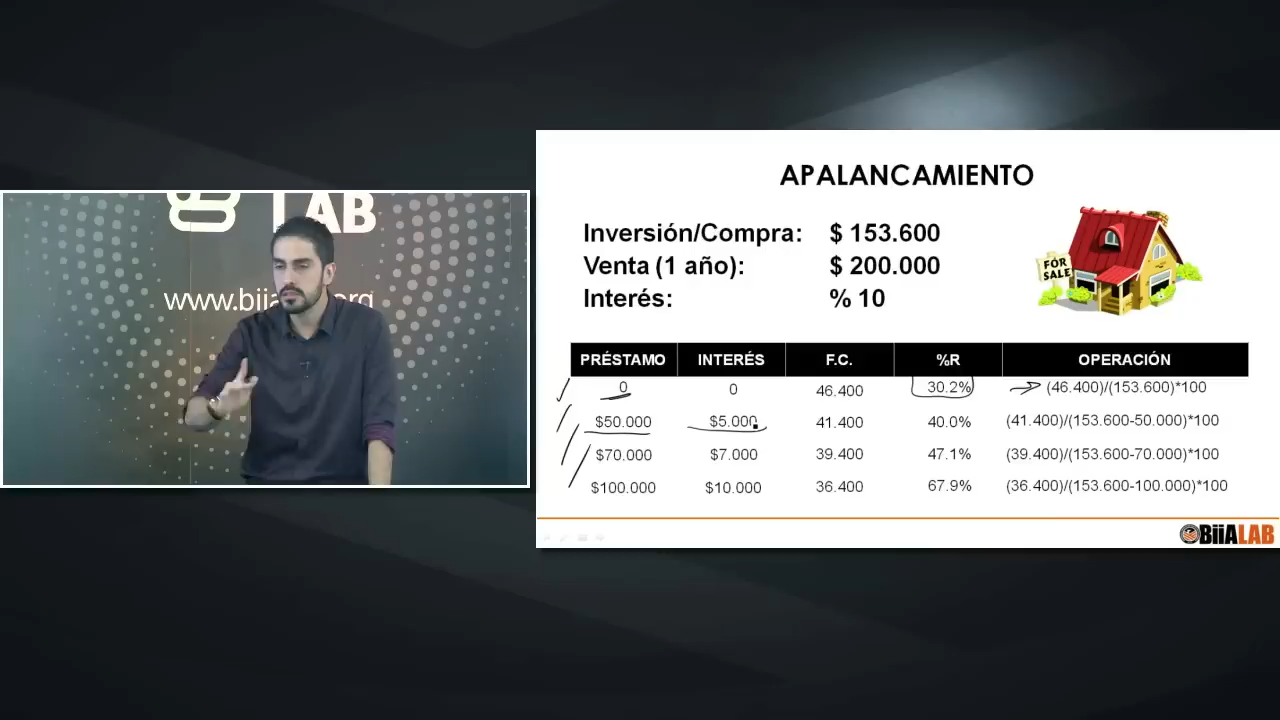 LAB
www.bii
.org
APALANCAMIENTO
Inversión/Compra: $ 153.600
Venta (1 año): $ 200.000
Interés: % 10
FOR SALE
PRÉSTAMO INTERÉS F.C. %R OPERACIÓN
0 0 46.400 30.2% (46.400)/(153.600)*100
$50.000 $5.000 41.400 40.0% (41.400)/(153.600-50.000)*100
$70.000 $7.000 39.400 47.1% (39.400)/(153.600-70.000)*100
$100.000 $10.000 36.400 67.9% (36.400)/(153.600-100.000)*100
BiiALAB